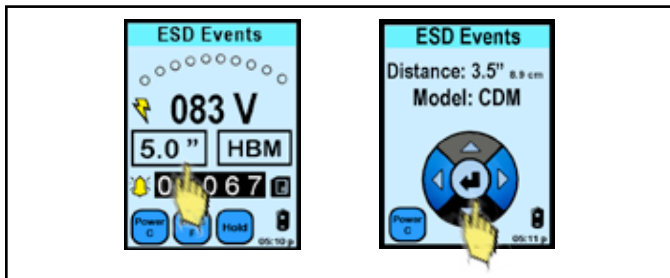 ESD Events
083 V
5.0 ” HBM
0 067
Power C F Hold
05:10 p
ESD Events
Distance: 3.5” 8.9 cm
Model: CDM
Power C
05:11 p